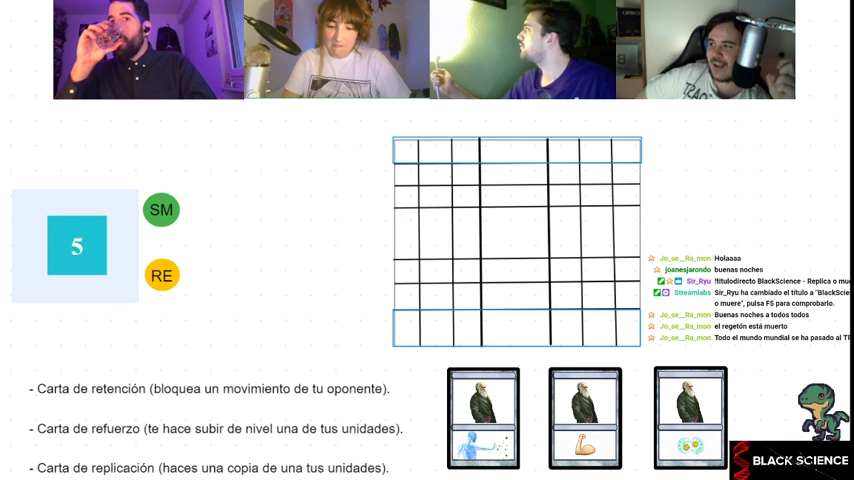 5
SM
RE
Jo_se__Ra_mon Holaaaa
joanesjarondo buenas noches
Sir_Ryu !titulodirecto BlackScience - Replica o mue
Streamlabs Sir_Ryu ha cambiado el título a "BlackScie
o muere", pulsa F5 para comprobarlo.
Jo_se__Ra_mon Buenas noches a todos todos
Jo_se__Ra_mon el regetón está muerto
Jo_se__Ra_mon Todo el mundo mundial se ha pasado al TR
- Carta de retención (bloquea un movimiento de tu oponente).
- Carta de refuerzo (te hace subir de nivel una de tus unidades).
- Carta de replicación (haces una copia de una tus unidades).
BLACK SCIENCE